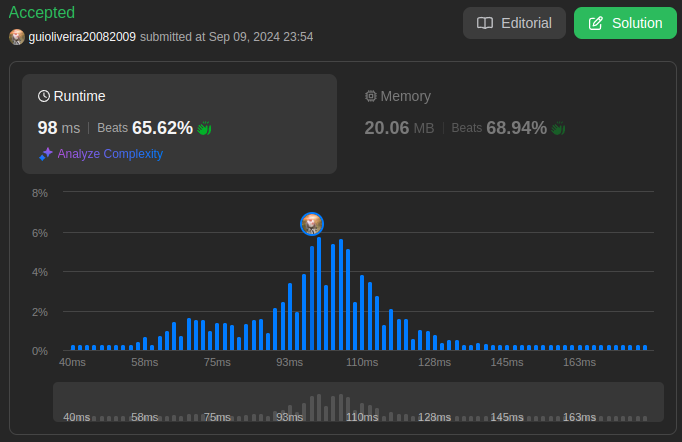 Accepted
Editorial
Solution
guioliveira20082009 submitted at Sep 09, 2024 23:54
Runtime
98 ms | Beats 65.62%
Analyze Complexity
Memory
20.06 MB | Beats 68.94%
8%
6%
4%
2%
0%
40ms 58ms 75ms 93ms 110ms 128ms 145ms 163ms
40ms 58ms 75ms 93ms 110ms 128ms 145ms 163ms